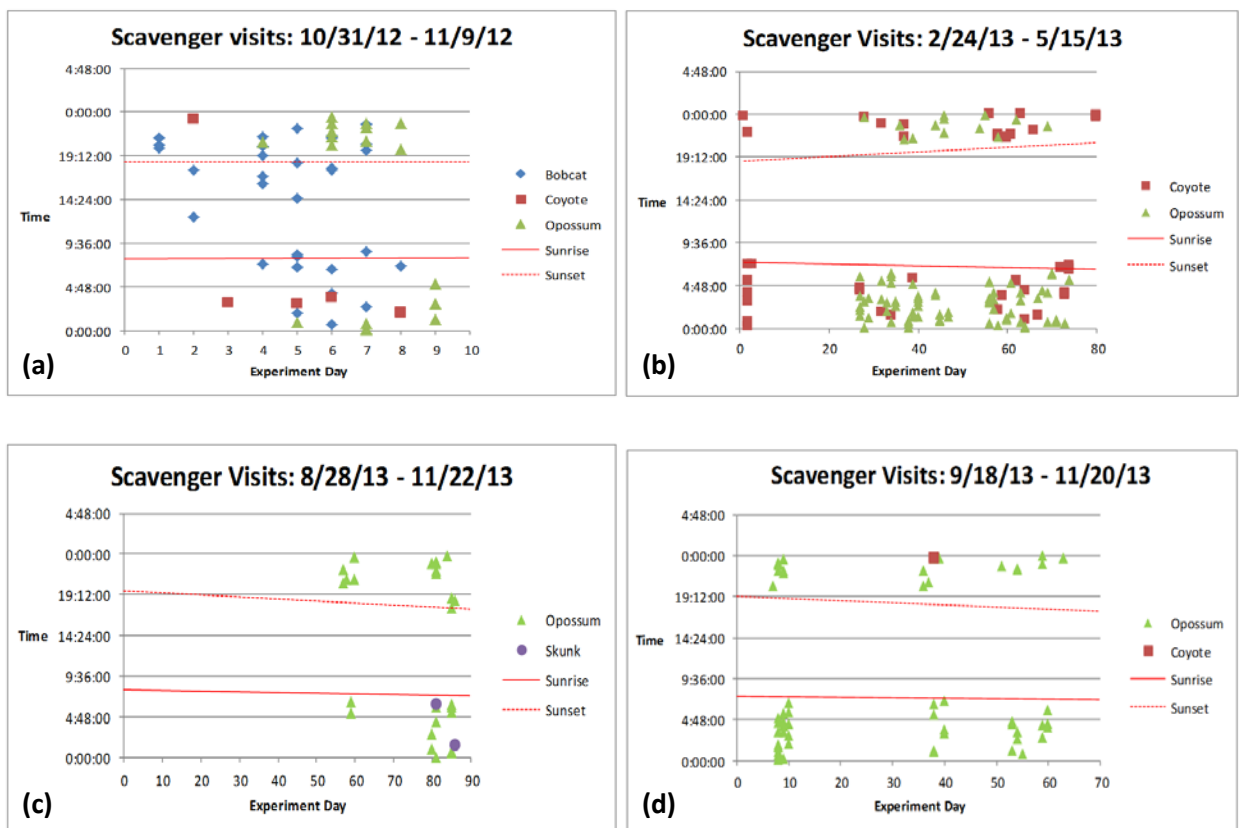 Scavenger visits: 10/31/12 - 11/9/12
4:48:00
0:00:00
19:12:00
14:24:00
9:36:00
4:48:00
0:00:00
Time
0 1 2 3 4 5 6 7 8 9 10
Experiment Day
Bobcat
Coyote
Opossum
Sunrise
Sunset
(a)
Scavenger Visits: 2/24/13 - 5/15/13
4:48:00
0:00:00
19:12:00
14:24:00
9:36:00
4:48:00
0:00:00
Time
0 20 40 60 80
Experiment Day
Coyote
Opossum
Sunrise
Sunset
(b)
Scavenger Visits: 8/28/13 - 11/22/13
4:48:00
0:00:00
19:12:00
14:24:00
9:36:00
4:48:00
0:00:00
Time
0 10 20 30 40 50 60 70 80 90
Experiment Day
Opossum
Skunk
Sunrise
Sunset
(c)
Scavenger Visits: 9/18/13 - 11/20/13
4:48:00
0:00:00
19:12:00
14:24:00
9:36:00
4:48:00
0:00:00
Time
0 10 20 30 40 50 60 70
Experiment Day
Opossum
Coyote
Sunrise
Sunset
(d)